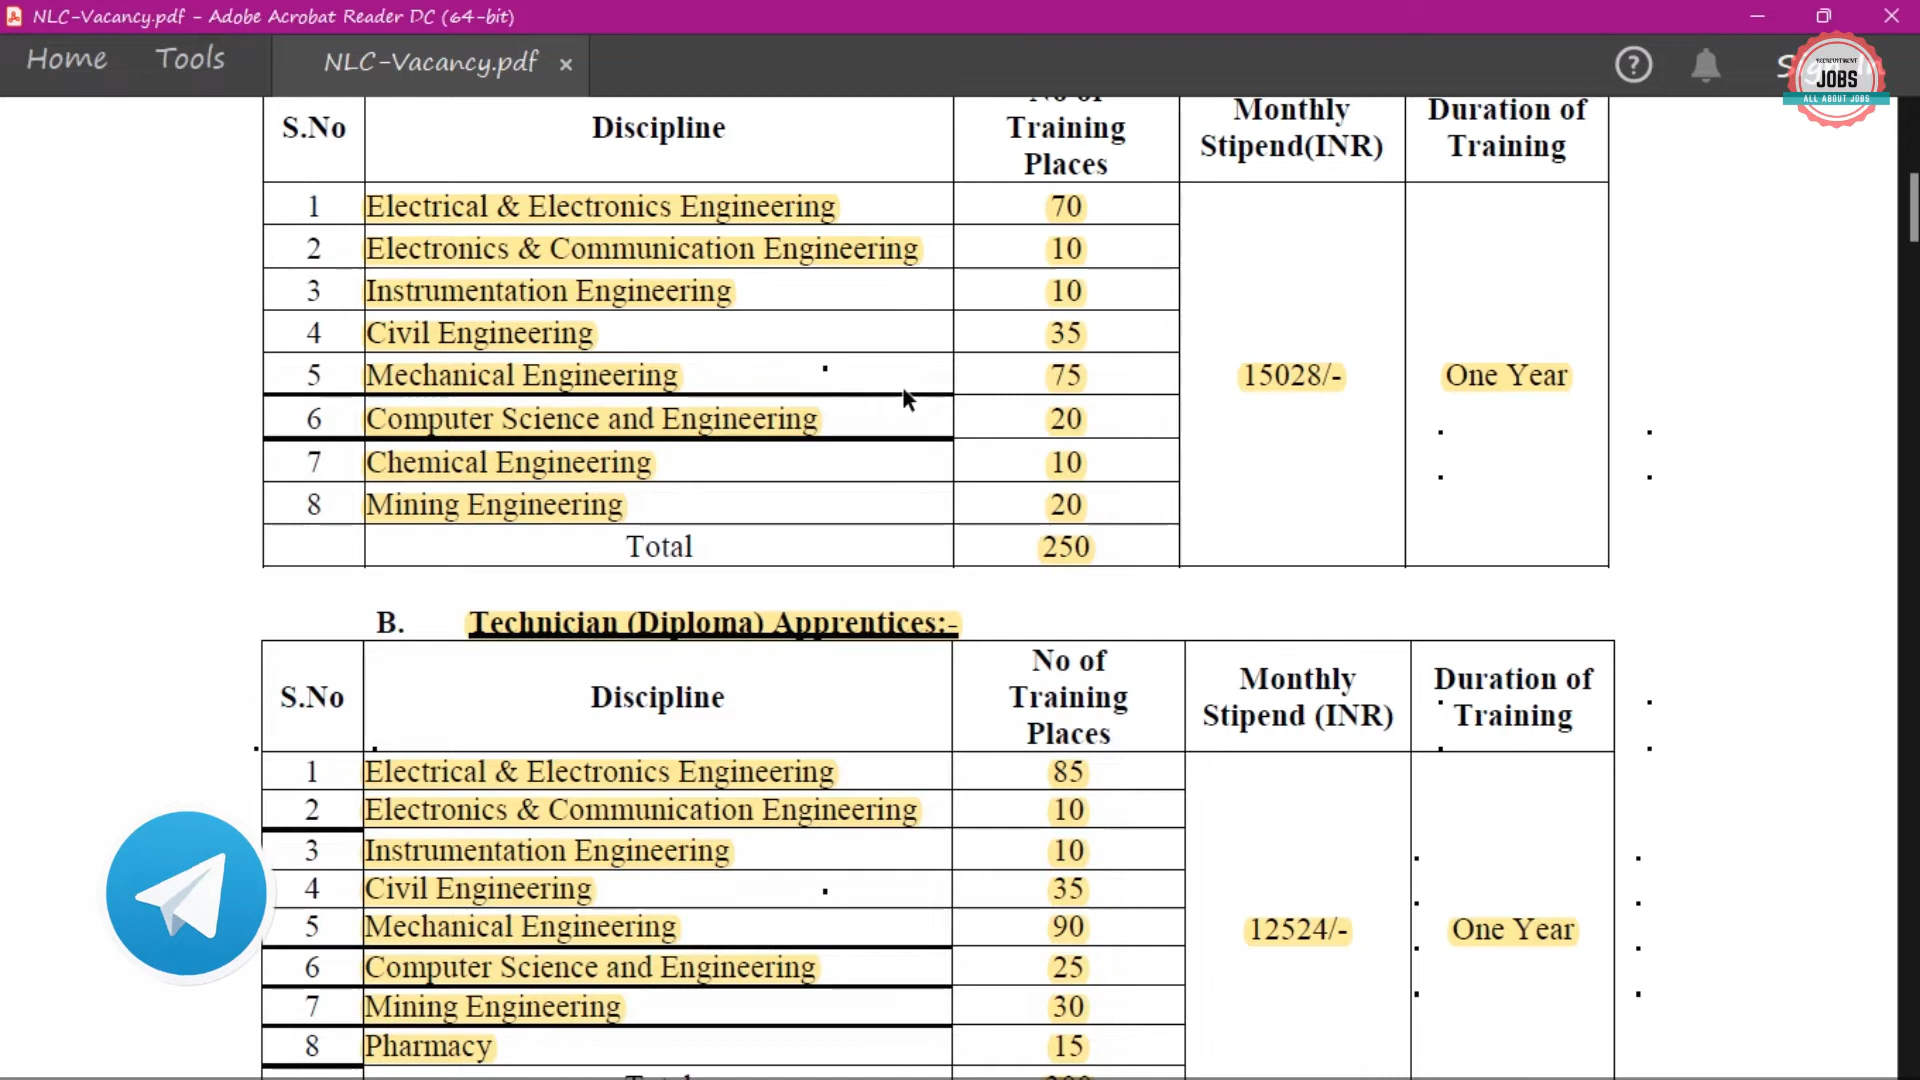 NLC-Vacancy.pdf - Adobe Acrobat Reader DC (64-bit)
Home Tools NLC-Vacancy.pdf ×
RECRUITMENT
JOBS
ALL ABOUT JOBS
S.No Discipline No of Training Places Monthly Stipend(INR) Duration of Training
1 Electrical & Electronics Engineering 70
2 Electronics & Communication Engineering 10
3 Instrumentation Engineering 10
4 Civil Engineering 35
5 Mechanical Engineering 75 15028/- One Year
6 Computer Science and Engineering 20
7 Chemical Engineering 10
8 Mining Engineering 20
Total 250
B. Technician (Diploma) Apprentices:-
S.No Discipline No of Training Places Monthly Stipend (INR) Duration of Training
1 Electrical & Electronics Engineering 85
2 Electronics & Communication Engineering 10
3 Instrumentation Engineering 10
4 Civil Engineering 35
5 Mechanical Engineering 90 12524/- One Year
6 Computer Science and Engineering 25
7 Mining Engineering 30
8 Pharmacy 15